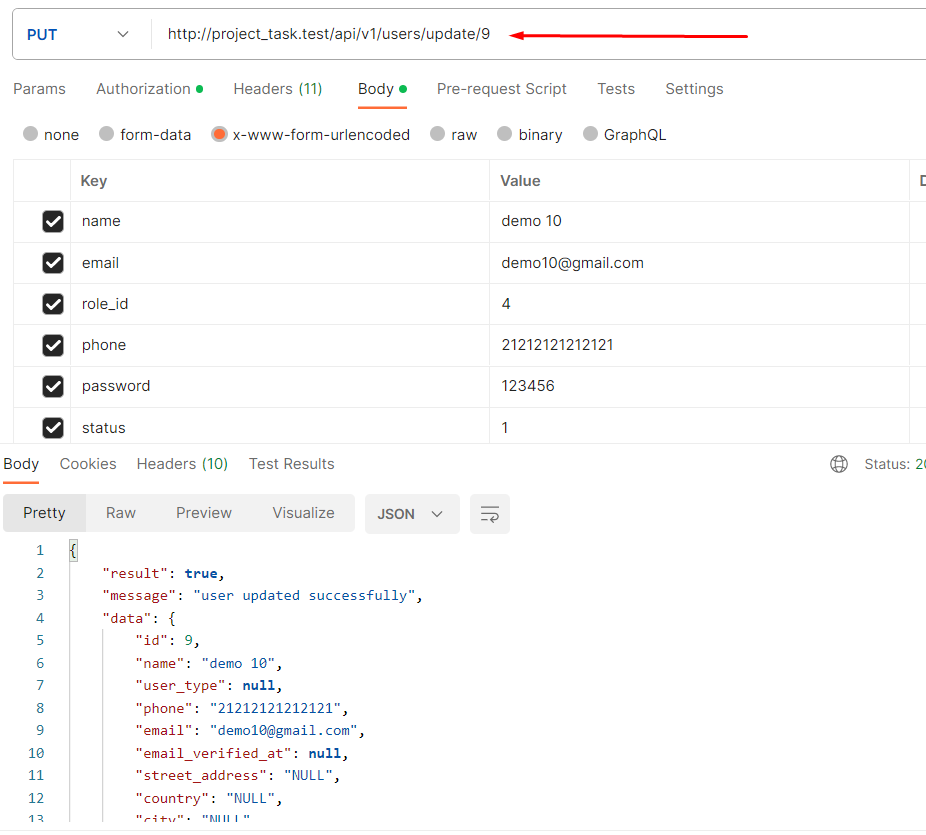 PUT http://project_task.test/api/v1/users/update/9
Params Authorization Headers (11) Body Pre-request Script Tests Settings
none form-data x-www-form-urlencoded raw binary GraphQL
Key Value
name demo 10
email demo10@gmail.com
role_id 4
phone 21212121212121
password 123456
status 1
Body Cookies Headers (10) Test Results Status:
Pretty Raw Preview Visualize JSON
1 {
2 "result": true,
3 "message": "user updated successfully",
4 "data": {
5 "id": 9,
6 "name": "demo 10",
7 "user_type": null,
8 "phone": "21212121212121",
9 "email": "demo10@gmail.com",
10 "email_verified_at": null,
11 "street_address": "NULL",
12 "country": "NULL",
13 "city": "NULL"